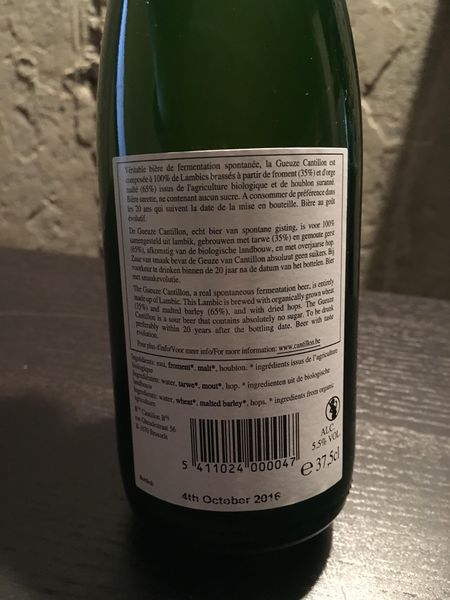 Véritable bière de fermentation spontanée, la Gueuze Cantillon est
composée à 100% de Lambics brassés à partir de froment (35%) et d'orge
malté (65%) issus de l'agriculture biologique et de houblon suranné.
Bière surette, ne contenant aucun sucre. A consommer de préférence dans
les 20 ans qui suivent la date de la mise en bouteille. Bière au goût
évolutif.
De Gueuze Cantillon, echt bier van spontane gisting, is voor 100%
samengesteld uit lambik, gebrouwen met tarwe (35%) en gemoute gerst
(65%), afkomstig van de biologische landbouw, en met overjaarse hop.
Zuur van smaak bevat de Geuze van Cantillon absoluut geen suikers. Bij
voorkeur te drinken binnen de 20 jaar na de datum van het bottelen. Bier
met smaakevolutie.
The Gueuze Cantillon, a real spontaneous fermentation beer, is entirely
made up of Lambic. This Lambic is brewed with organically grown wheat
(35%) and malted barley (65%), and with dried hops. The Gueuze
Cantillon is a sour beer that contains absolutely no sugar. To be drunk
preferably within 20 years after the bottling date. Beer with taste
evolution.
Pour plus d'info/Voor meer info/For more information: www.cantillon.be
Ingrédients: eau, froment*, malt*, houblon. * ingrédients issus de l'agriculture
biologique
Ingrediënten: water, tarwe*, mout*, hop. * ingredienten uit de biologische
landbouw
Ingredients: water, wheat*, malted barley*, hops. * ingredients from organic
agriculture
Cantillon
rue Gheudestraat 56
B-1070 Brussels
ALC.
5.5% VOL.
5 411024 000047
e 37,5cl
4th October 2016